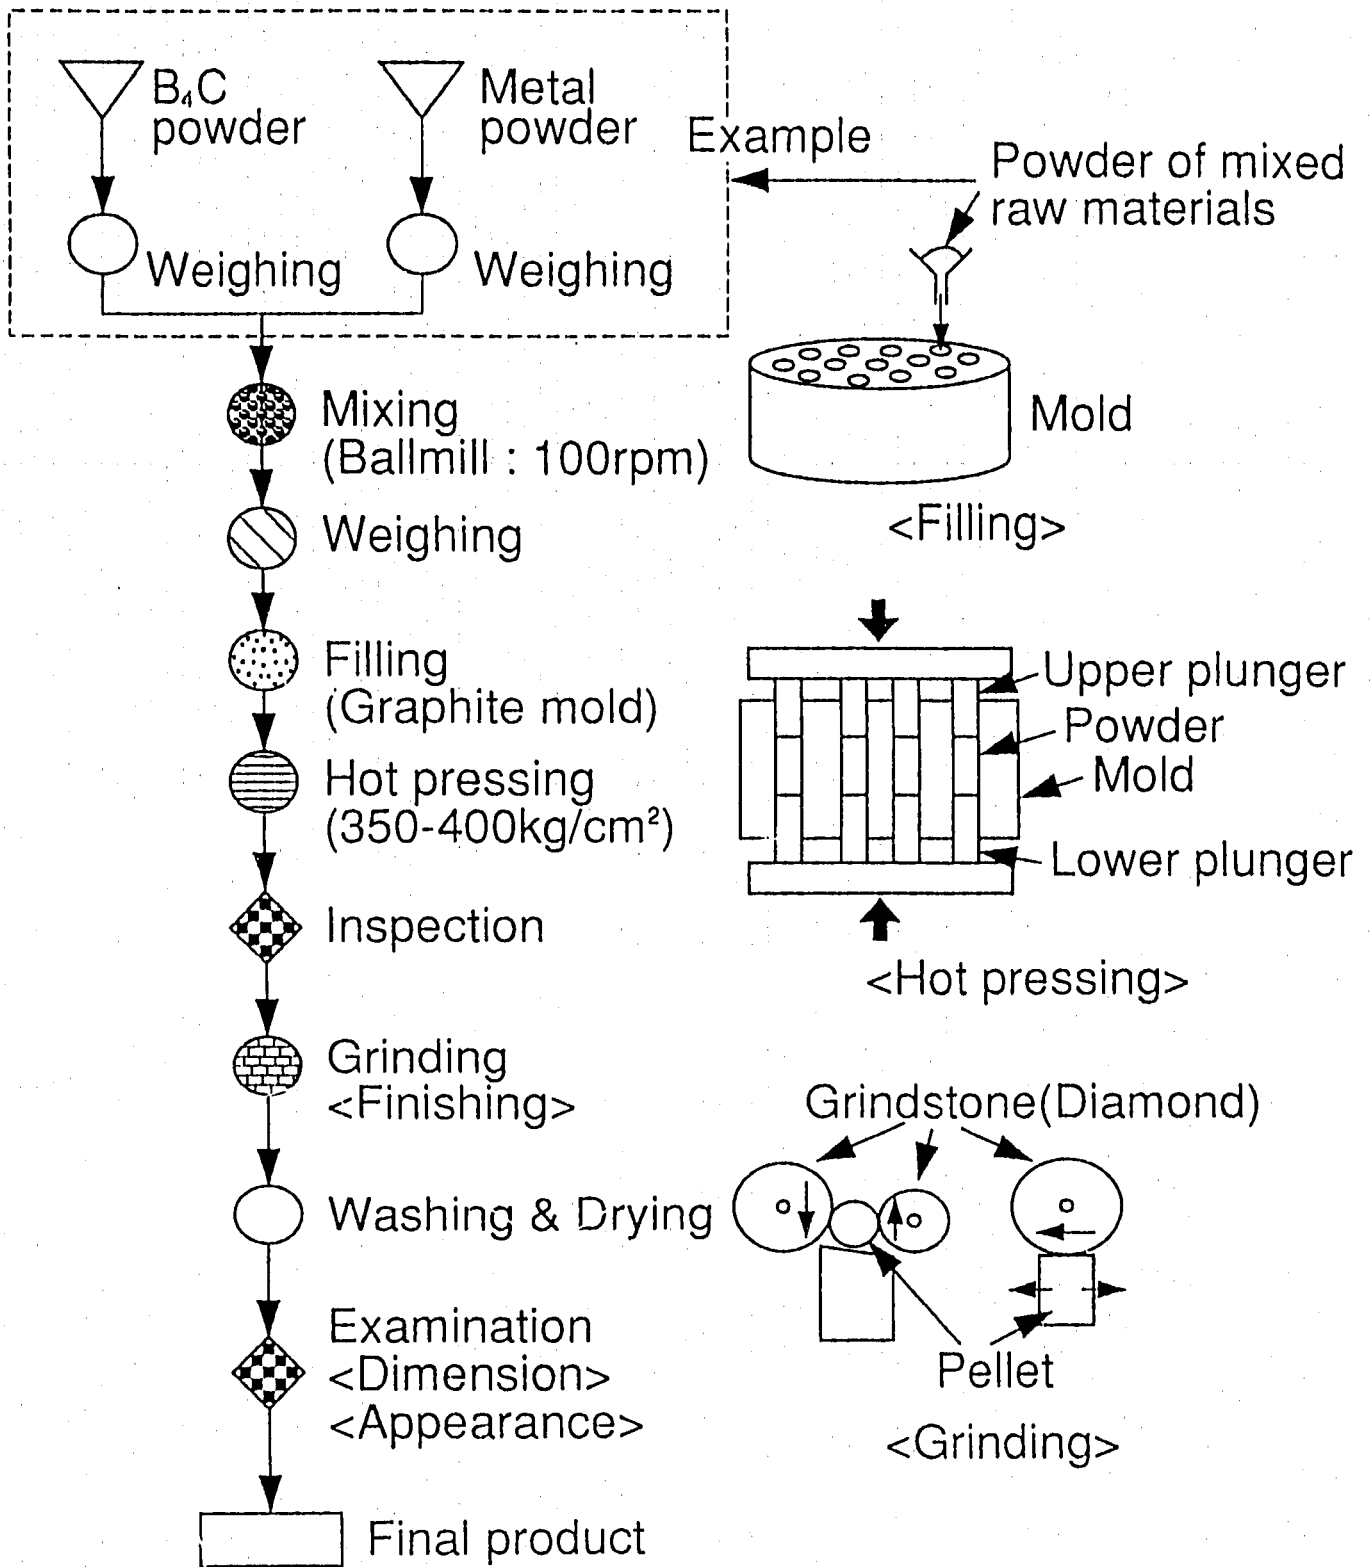 B₄C
powder
Metal
powder
Weighing
Weighing
Example
Powder of mixed
raw materials
Mixing
(Ballmill : 100rpm)
Weighing
Filling
(Graphite mold)
Hot pressing
(350-400kg/cm²)
Inspection
Grinding
<Finishing>
Washing & Drying
Examination
<Dimension>
<Appearance>
Final product
Mold
<Filling>
Upper plunger
Powder
Mold
Lower plunger
<Hot pressing>
Grindstone(Diamond)
Pellet
<Grinding>